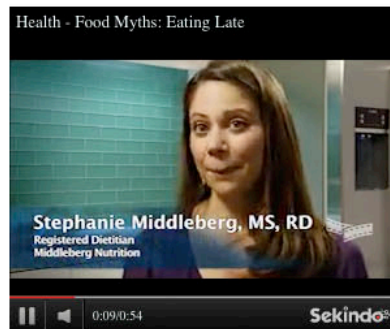 Health - Food Myths: Eating Late
Stephanie Middleberg, MS, RD
Registered Dietitian
Middleberg Nutrition
0:09/0:54
Sekindo